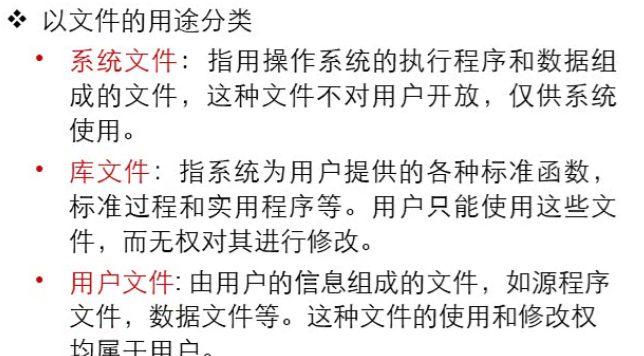 ❖ 以文件的用途分类
• 系统文件：指用操作系统的执行程序和数据组
成的文件，这种文件不对用户开放，仅供系统
使用。
• 库文件：指系统为用户提供的各种标准函数，
标准过程和实用程序等。用户只能使用这些文
件，而无权对其进行修改。
• 用户文件: 由用户的信息组成的文件，如源程序
文件，数据文件等。这种文件的使用和修改权
均属于用户。